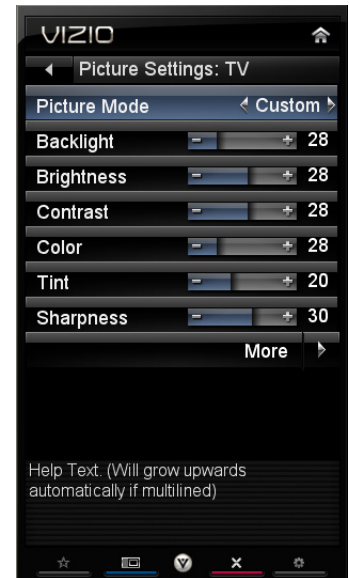 VIZIO
Picture Settings: TV
Picture Mode Custom
Backlight - + 28
Brightness - + 28
Contrast - + 28
Color - + 28
Tint - + 20
Sharpness - + 30
More
Help Text. (Will grow upwards
automatically if multilined)
V